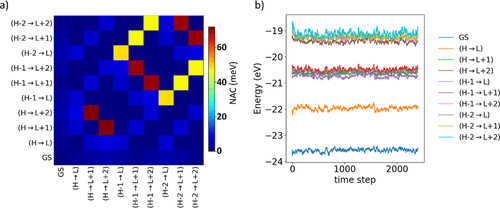 a)
(H-2→L+2)
(H-2→L+1)
(H-2→L)
(H-1→L+2)
(H-1→L+1)
(H-1→L)
(H→L+2)
(H→L+1)
(H→L)
GS
GS
(H→L)
(H→L+1)
(H→L+2)
(H-1→L)
(H-1→L+1)
(H-1→L+2)
(H-2→L)
(H-2→L+1)
(H-2→L+2)
60
40
20
0
NAC (meV)
b)
−19
−20
−21
−22
−23
−24
Energy (eV)
0
1000
2000
time step
GS
(H→L)
(H→L+1)
(H→L+2)
(H-1→L)
(H-1→L+1)
(H-1→L+2)
(H-2→L)
(H-2→L+1)
(H-2→L+2)